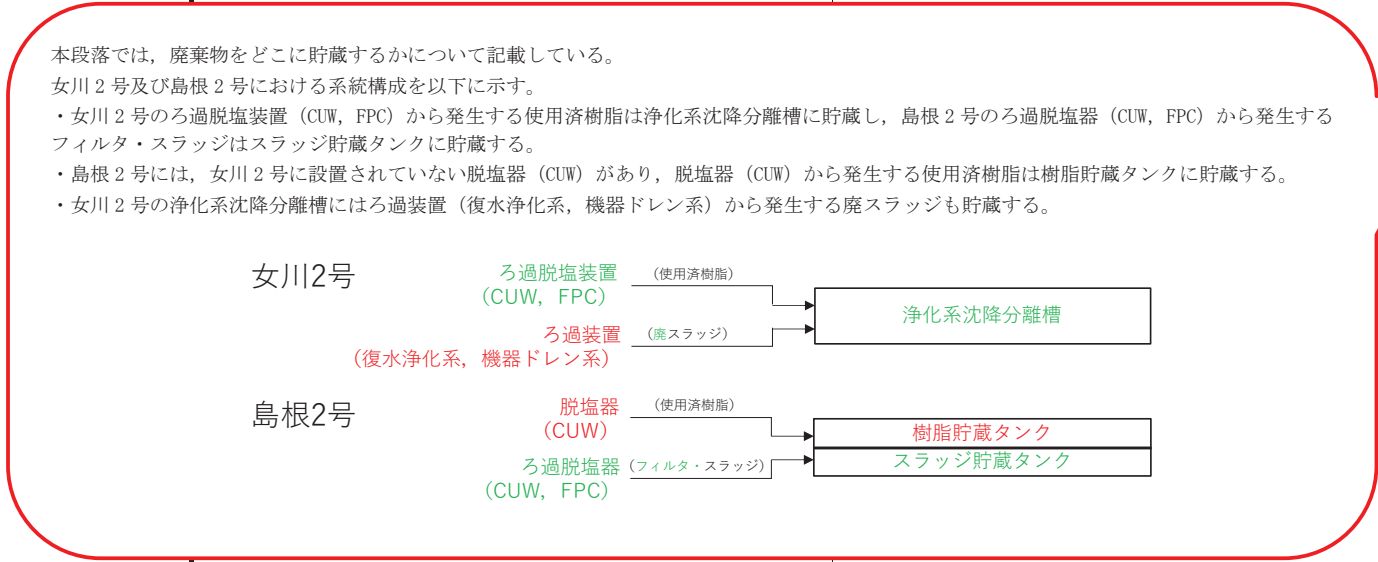 本段落では，廃棄物をどこに貯蔵するかについて記載している。
女川２号及び島根２号における系統構成を以下に示す。
・女川２号のろ過脱塩装置（CUW，FPC）から発生する使用済樹脂は浄化系沈降分離槽に貯蔵し，島根２号のろ過脱塩器（CUW，FPC）から発生する
フィルタ・スラッジはスラッジ貯蔵タンクに貯蔵する。
・島根２号には，女川２号に設置されていない脱塩器（CUW）があり，脱塩器（CUW）から発生する使用済樹脂は樹脂貯蔵タンクに貯蔵する。
・女川２号の浄化系沈降分離槽にはろ過装置（復水浄化系，機器ドレン系）から発生する廃スラッジも貯蔵する。
女川2号
ろ過脱塩装置
（CUW，FPC）
（使用済樹脂）
浄化系沈降分離槽
ろ過装置
（復水浄化系，機器ドレン系）
（廃スラッジ）
島根2号
脱塩器
（CUW）
（使用済樹脂）
樹脂貯蔵タンク
ろ過脱塩器
（CUW，FPC）
（フィルタ・スラッジ）
スラッジ貯蔵タンク